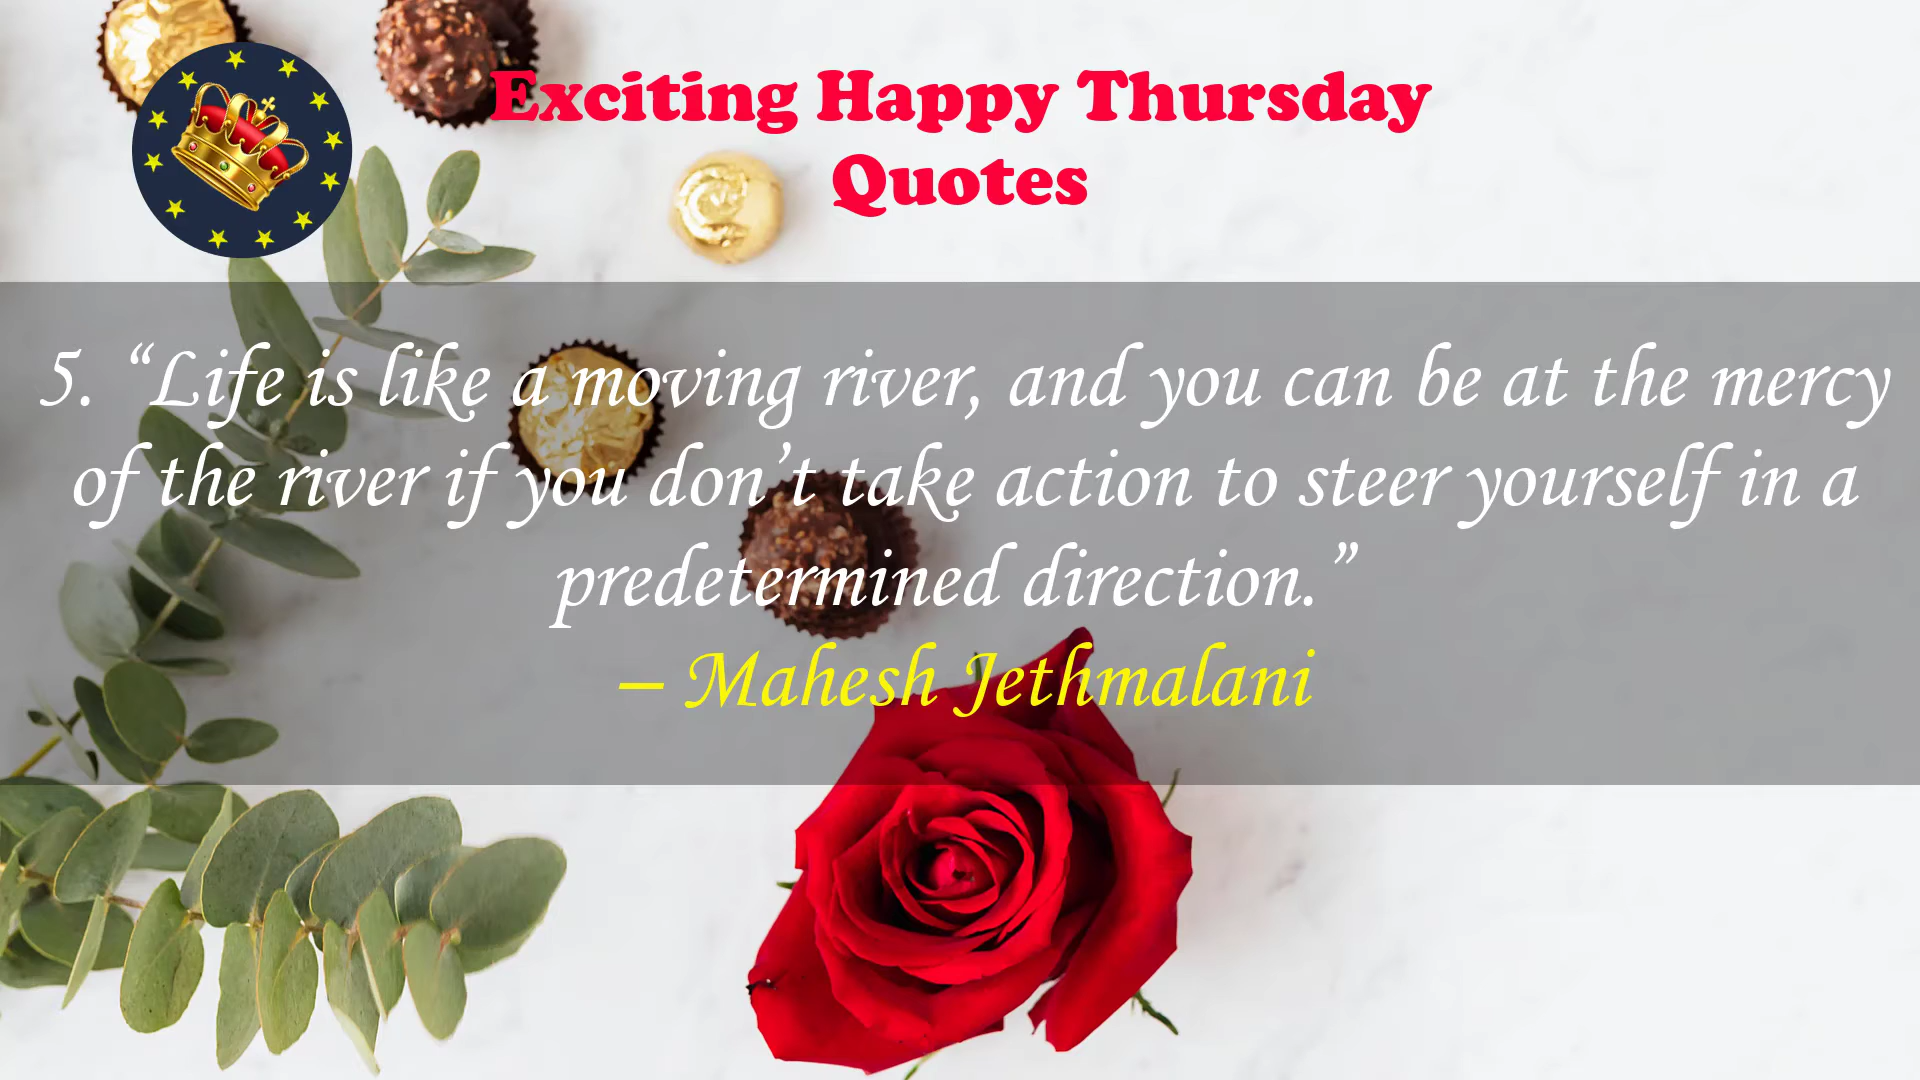 Exciting Happy Thursday
Quotes
5. “Life is like a moving river, and you can be at the mercy
of the river if you don’t take action to steer yourself in a
predetermined direction.”
– Mahesh Jethmalani